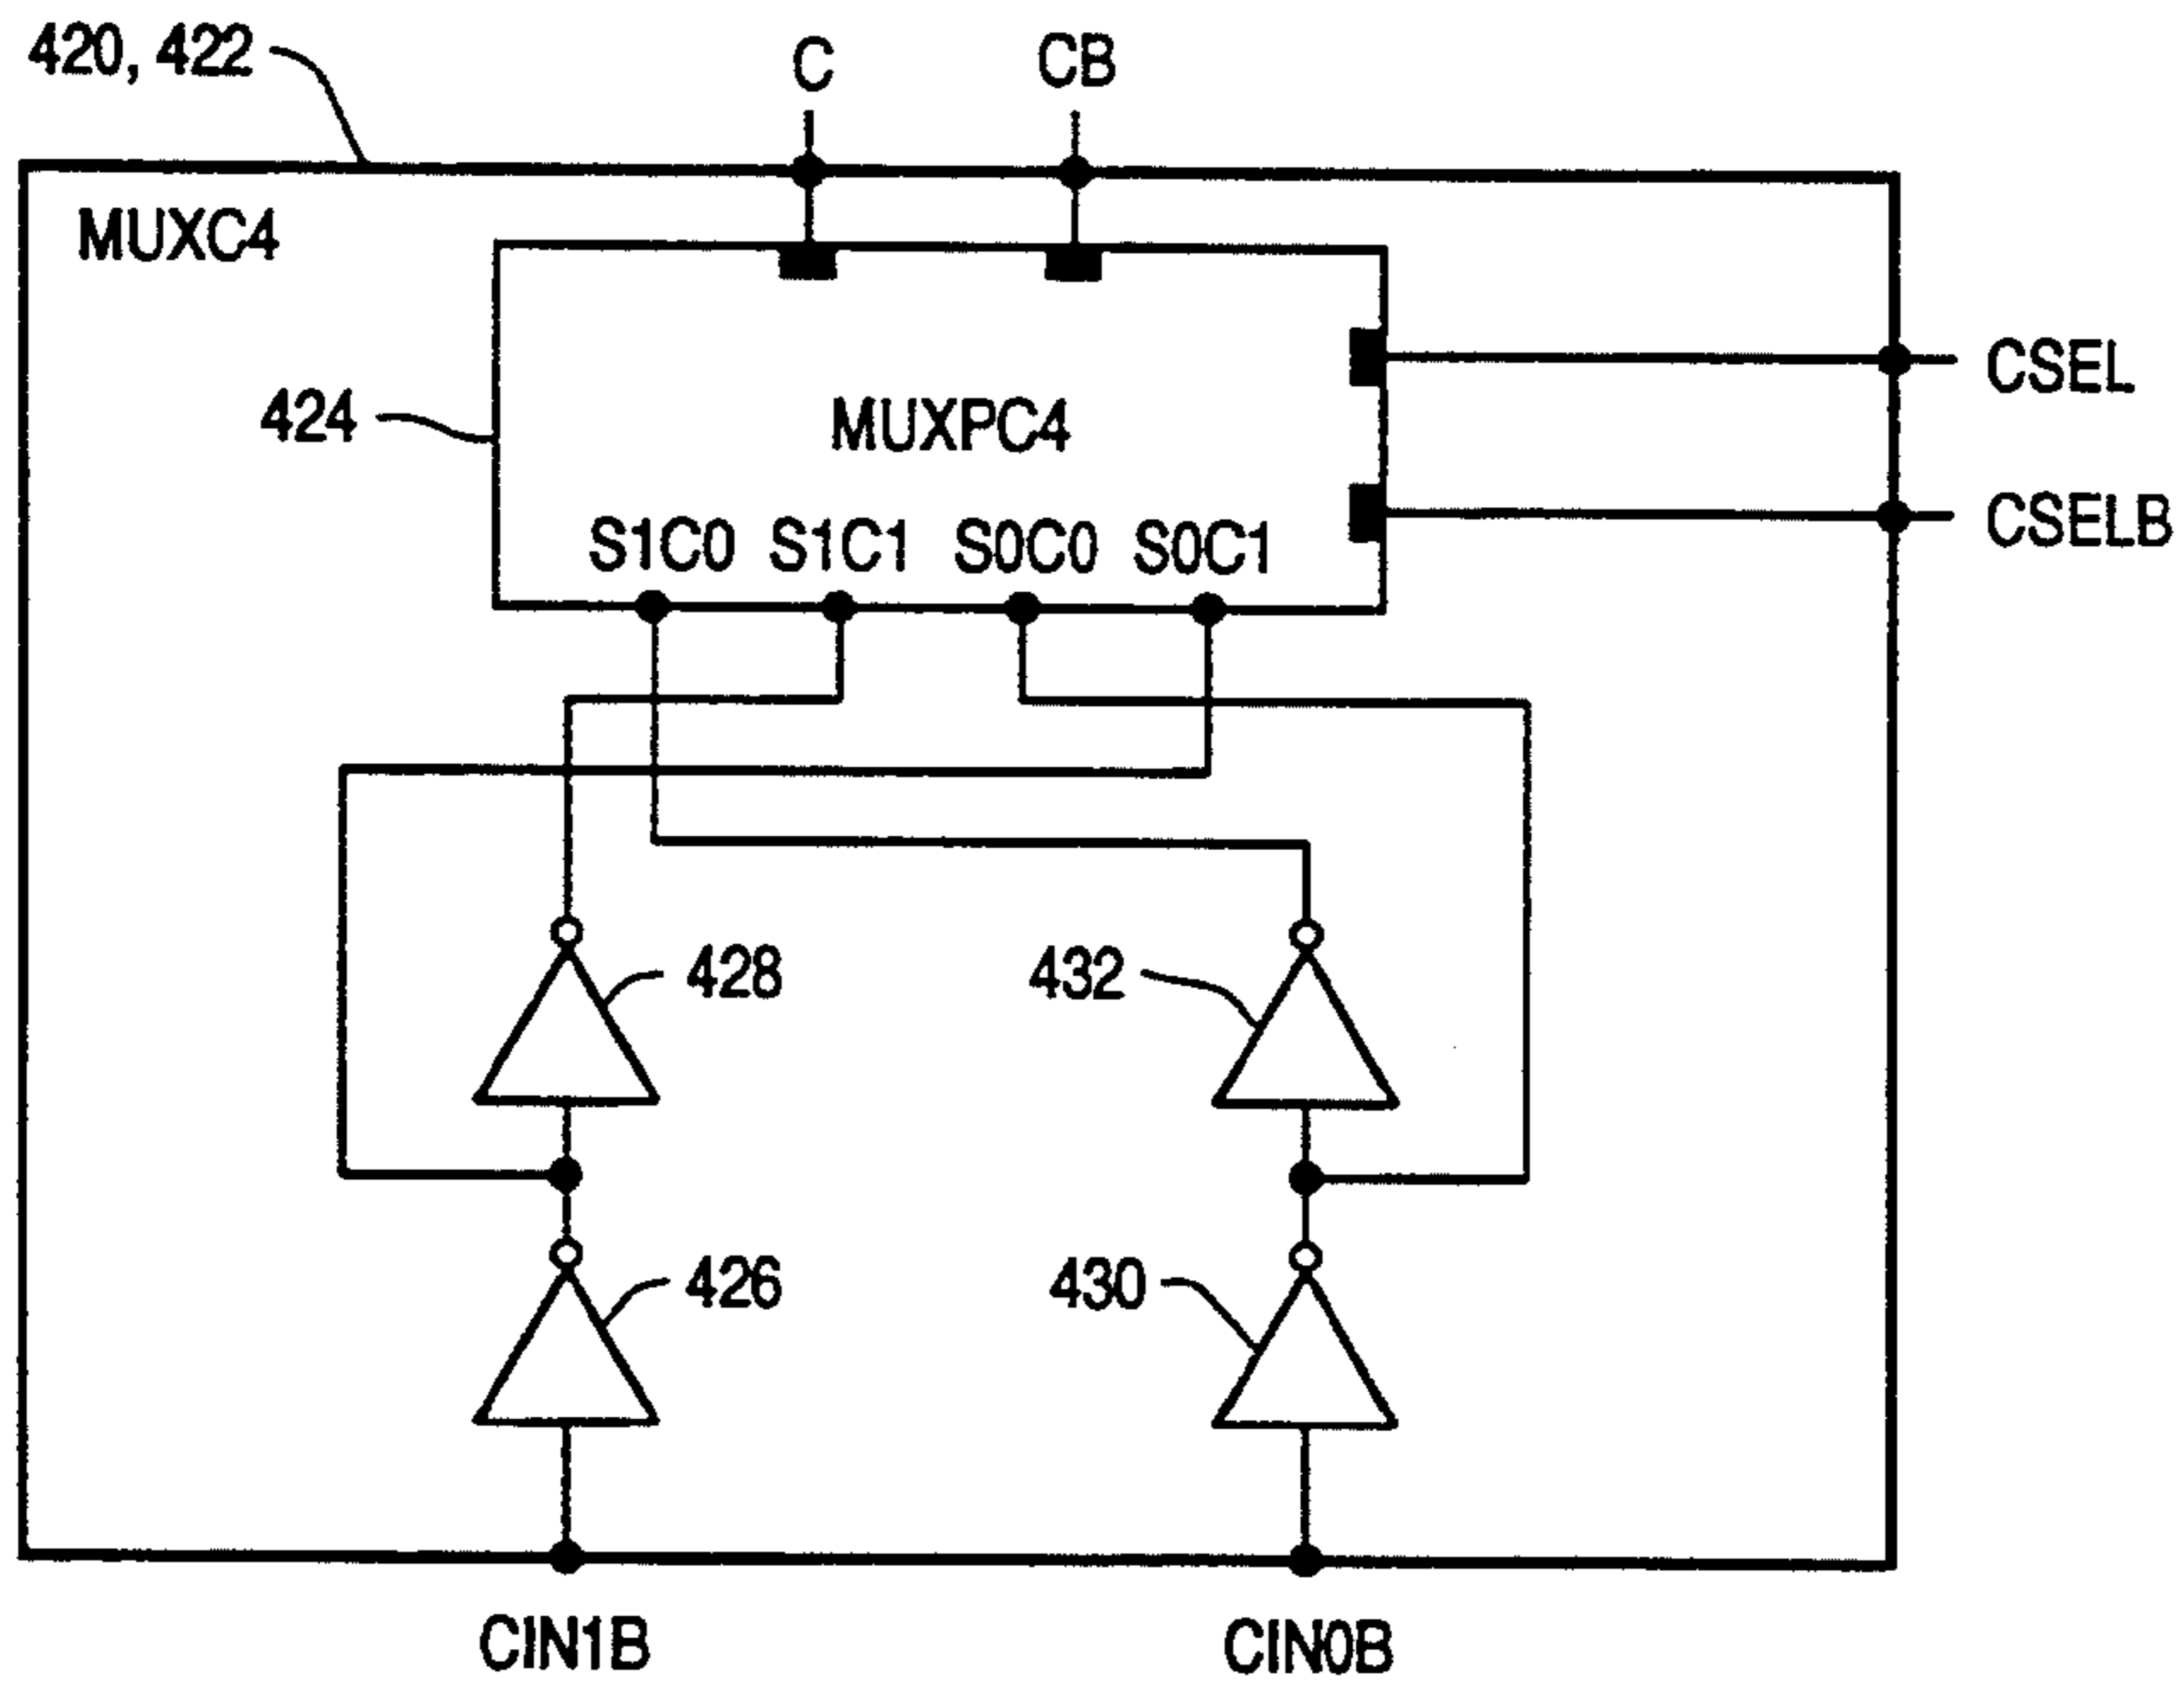 420, 422
C
CB
MUXC4
CSEL
424
MUXPC4
CSELB
S1C0 S1C1 S0C0 S0C1
428
432
426
430
CIN1B
CIN0B